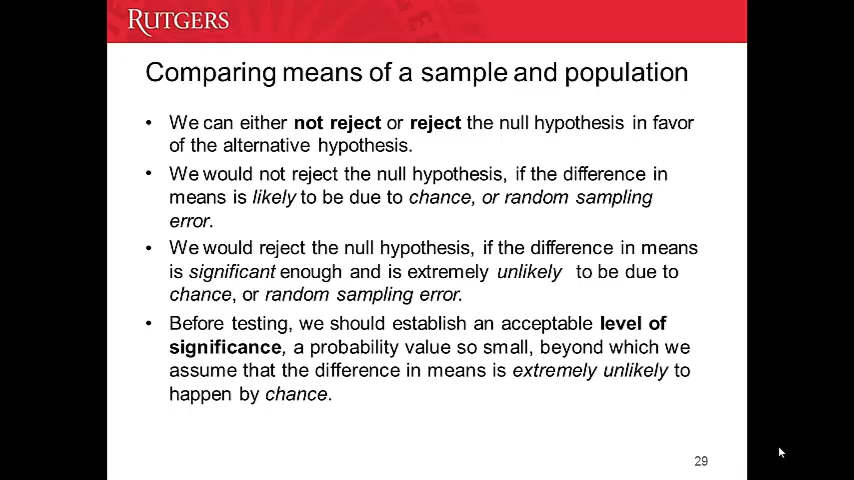 RUTGERS
Comparing means of a sample and population
• We can either not reject or reject the null hypothesis in favor
of the alternative hypothesis.
• We would not reject the null hypothesis, if the difference in
means is likely to be due to chance, or random sampling
error.
• We would reject the null hypothesis, if the difference in means
is significant enough and is extremely unlikely to be due to
chance, or random sampling error.
• Before testing, we should establish an acceptable level of
significance, a probability value so small, beyond which we
assume that the difference in means is extremely unlikely to
happen by chance.
29